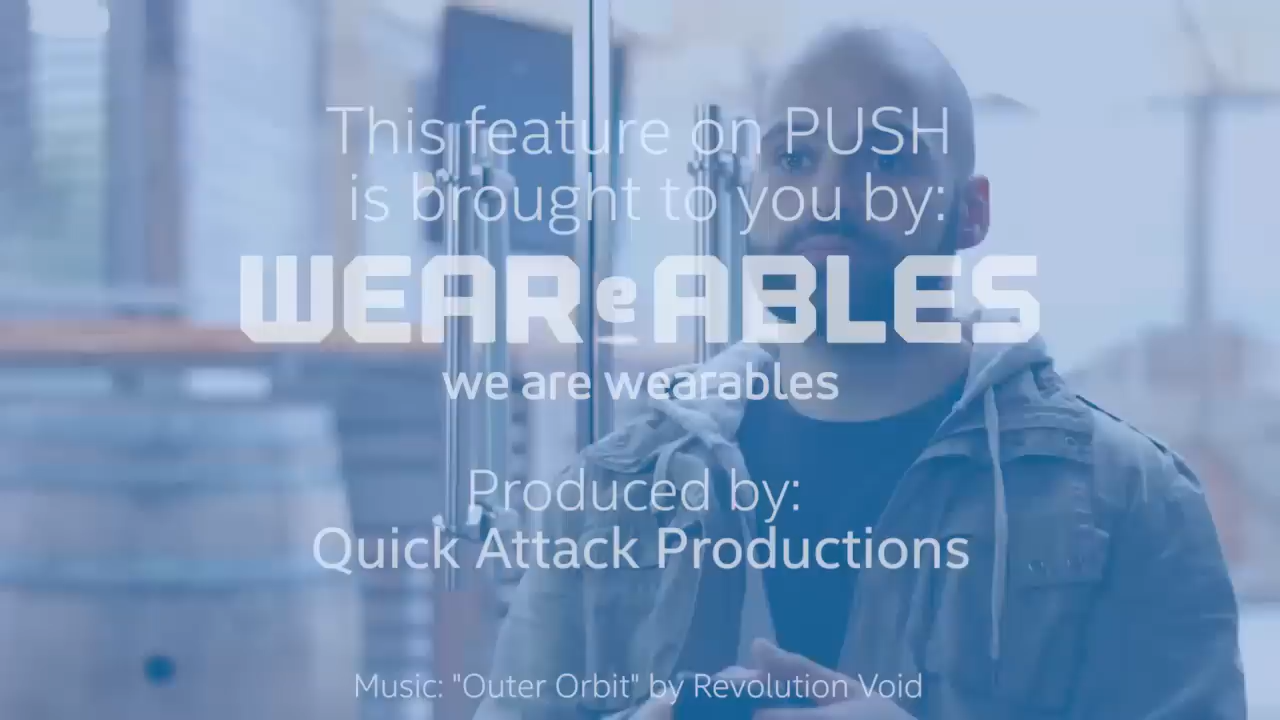 This feature on PUSH
is brought to you by:
WEAReABLES
we are wearables
Produced by:
Quick Attack Productions
Music: "Outer Orbit" by Revolution Void